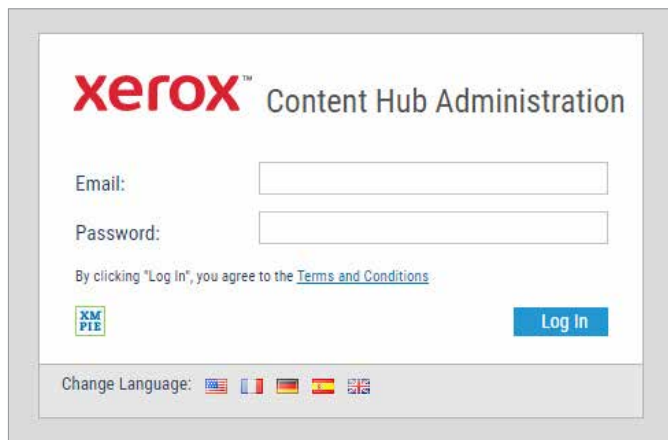 xerox™ Content Hub Administration
Email:
Password:
By clicking "Log In", you agree to the Terms and Conditions
XM
PIE
Log In
Change Language: